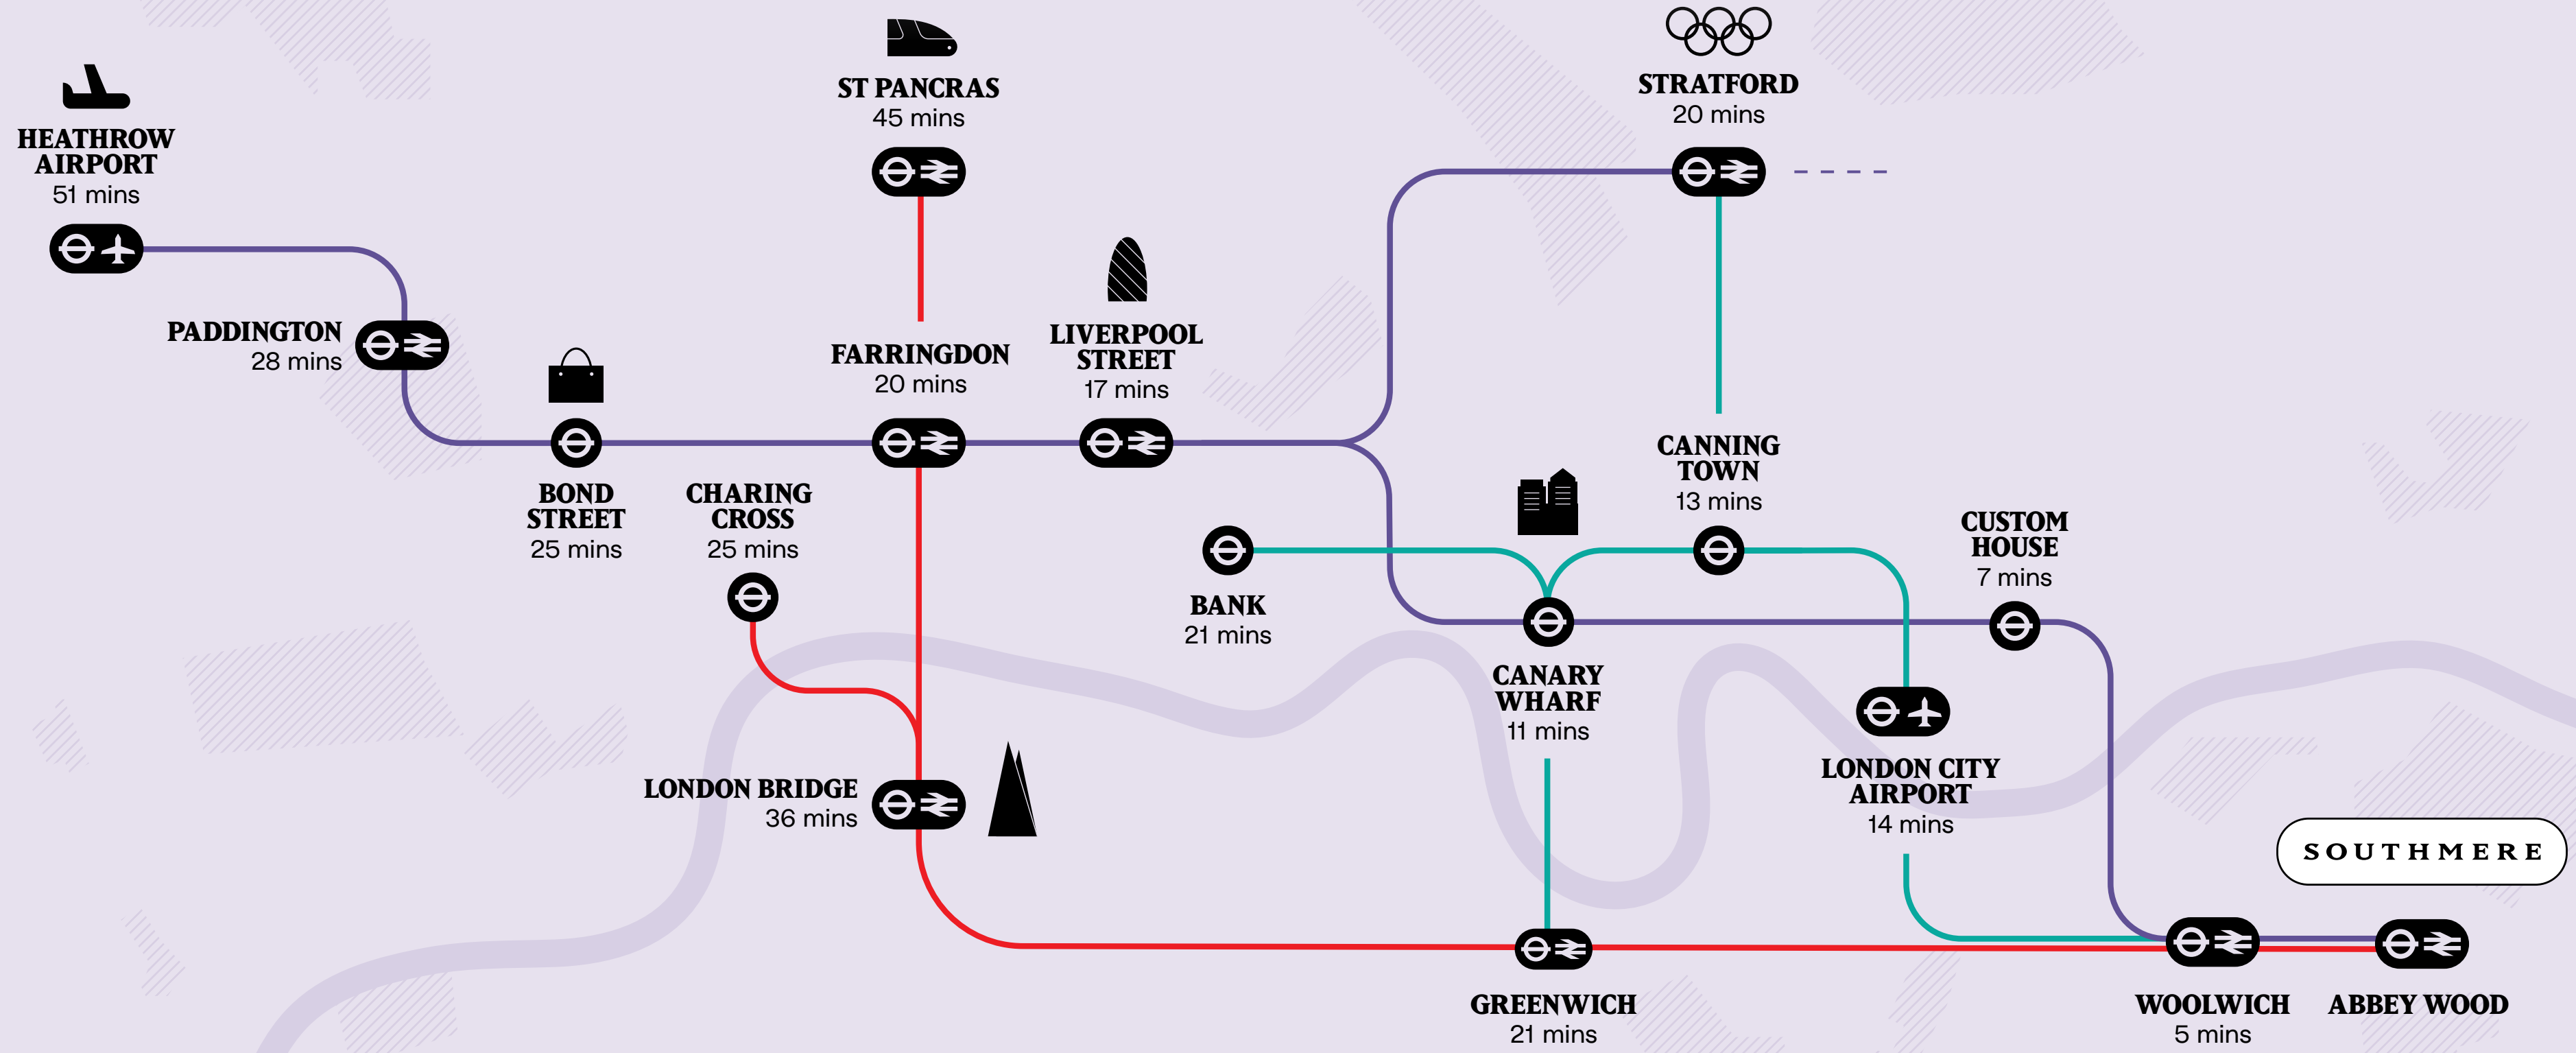 HEATHROW
AIRPORT
51 mins
PADDINGTON
28 mins
BOND
STREET
25 mins
CHARING
CROSS
25 mins
ST PANCRAS
45 mins
FARRINGDON
20 mins
LIVERPOOL
STREET
17 mins
LONDON BRIDGE
36 mins
BANK
21 mins
STRATFORD
20 mins
CANNING
TOWN
13 mins
CANARY
WHARF
11 mins
CUSTOM
HOUSE
7 mins
LONDON CITY
AIRPORT
14 mins
SOUTHMERE
GREENWICH
21 mins
WOOLWICH
5 mins
ABBEY WOOD